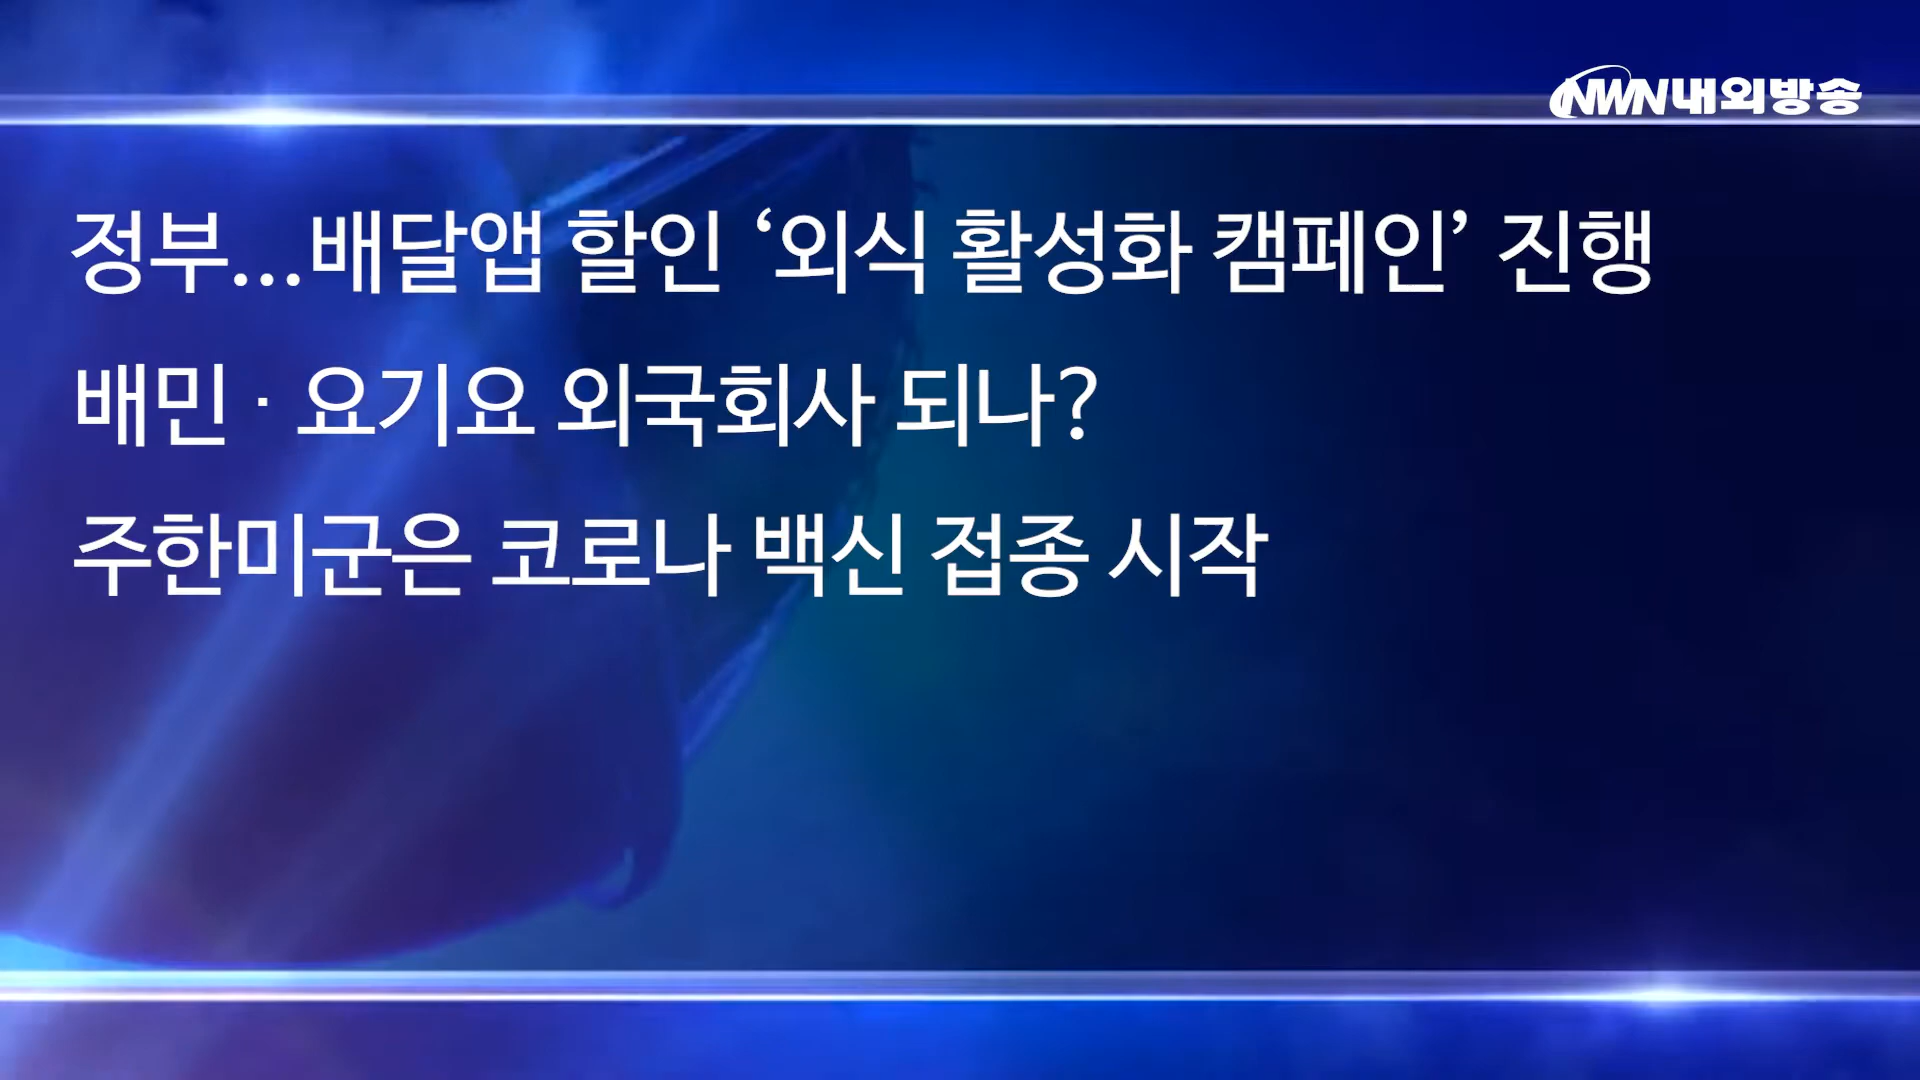 NWN내외방송
정부...배달앱 할인 ‘외식 활성화 캠페인’ 진행
배민 · 요기요 외국회사 되나?
주한미군은 코로나 백신 접종 시작